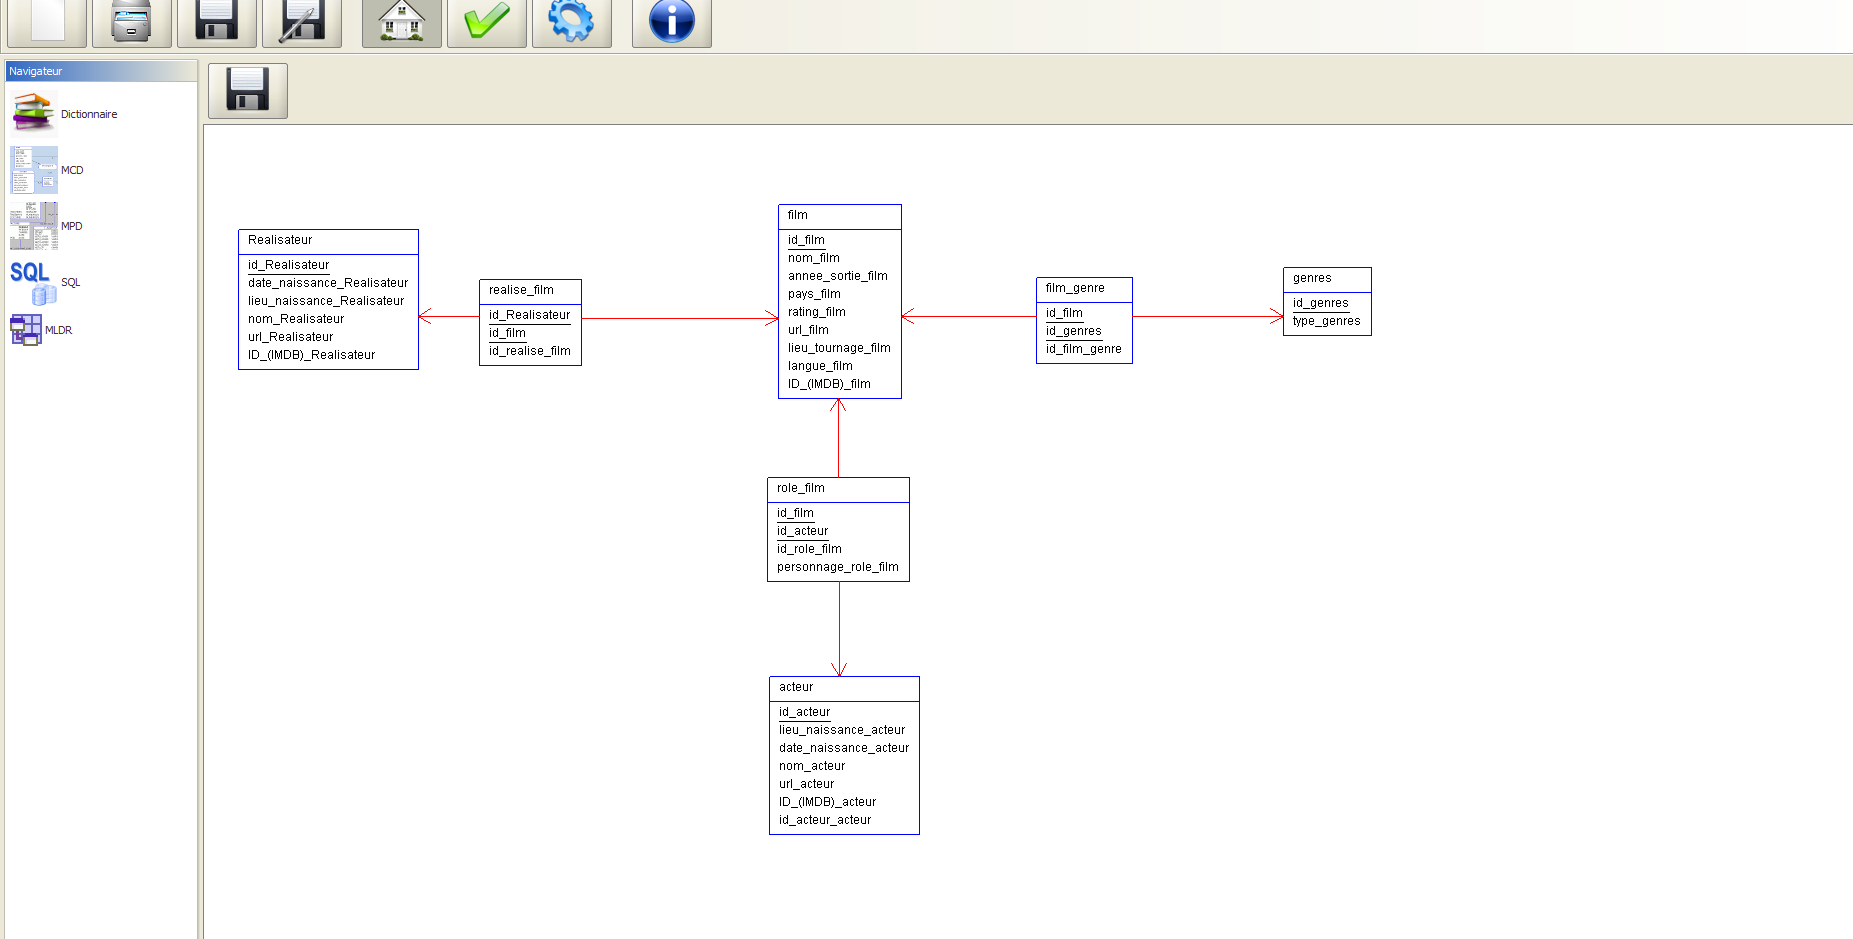 Navigateur
Dictionnaire
MCD
MPD
SQL
SQL
MLDR
Realisateur
id_Realisateur
date_naissance_Realisateur
lieu_naissance_Realisateur
nom_Realisateur
url_Realisateur
ID_(IMDB)_Realisateur
realise_film
id_Realisateur
id_film
id_realise_film
film
id_film
nom_film
annee_sortie_film
pays_film
rating_film
url_film
lieu_tournage_film
langue_film
ID_(IMDB)_film
film_genre
id_film
id_genres
id_film_genre
genres
id_genres
type_genres
role_film
id_film
id_acteur
id_role_film
personnage_role_film
acteur
id_acteur
lieu_naissance_acteur
date_naissance_acteur
nom_acteur
url_acteur
ID_(IMDB)_acteur
id_acteur_acteur